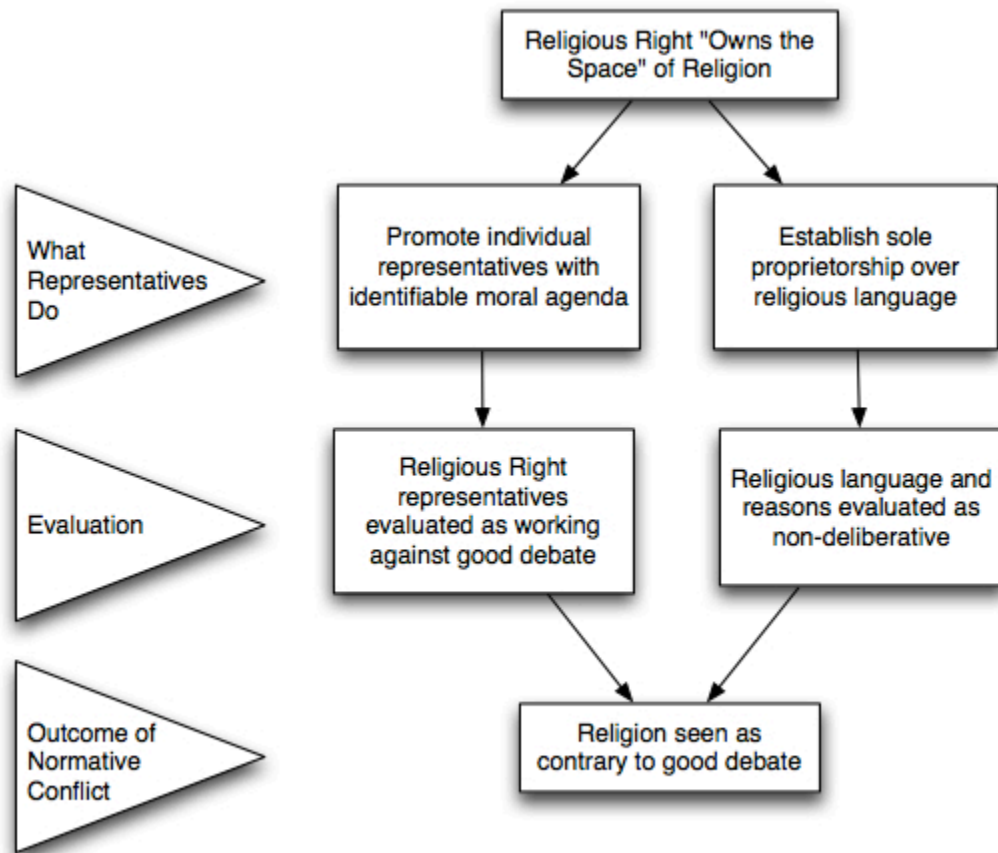 Religious Right "Owns the
Space" of Religion
What
Representatives
Do
Promote individual
representatives with
identifiable moral agenda
Establish sole
proprietorship over
religious language
Evaluation
Religious Right
representatives
evaluated as working
against good debate
Religious language and
reasons evaluated as
non-deliberative
Outcome of
Normative
Conflict
Religion seen as
contrary to good debate